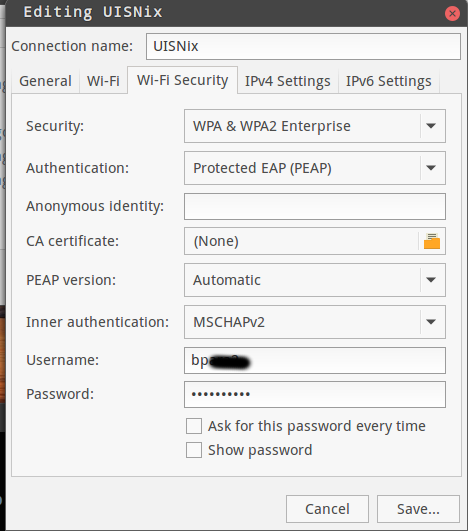 Editing UISNix
Connection name: UISNix
General Wi-Fi Wi-Fi Security IPv4 Settings IPv6 Settings
Security: WPA & WPA2 Enterprise
Authentication: Protected EAP (PEAP)
Anonymous identity:
CA certificate: (None)
PEAP version: Automatic
Inner authentication: MSCHAPv2
Username: bp
Password: ••••••••••
Ask for this password every time
Show password
Cancel Save...